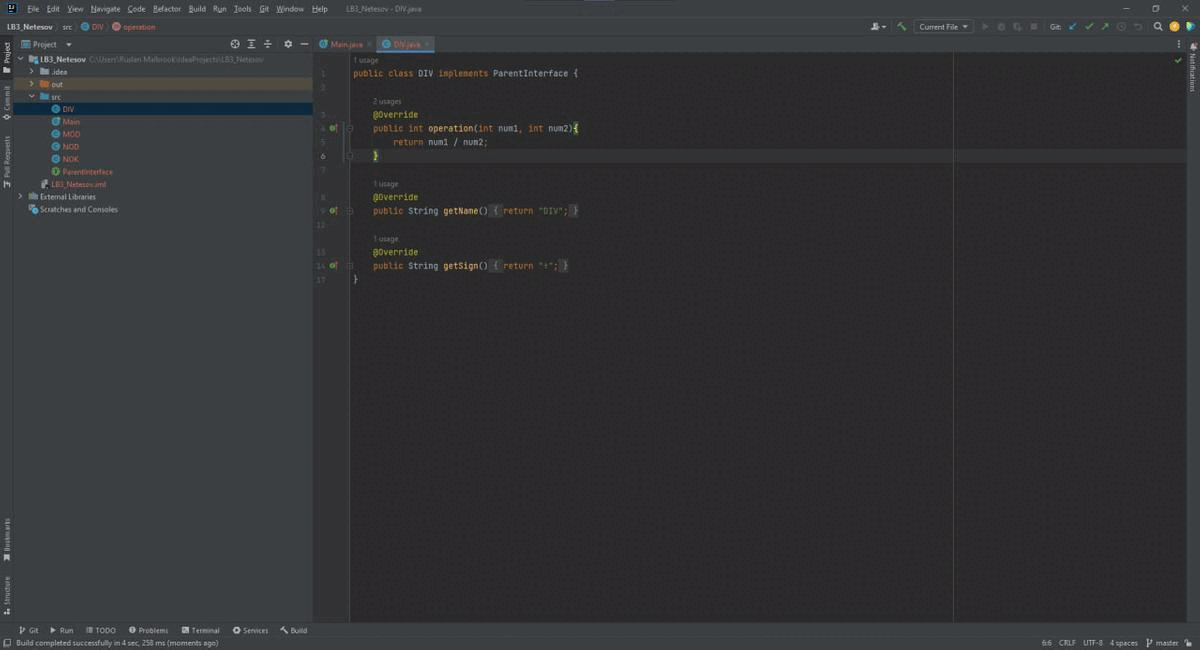 File Edit View Navigate Code Refactor Build Run Tools Git Window Help LB3_Netesov - DIV.java
LB3_Netesov src DIV operation
Current File
Git:
Project
Main.java DIV.java
LB3_Netesov C:\Users\Ruslan Malbrook\IdeaProjects\LB3_Netesov
.idea
out
src
DIV
Main
MOD
NOD
NOK
ParentInterface
LB3_Netesov.iml
External Libraries
Scratches and Consoles
Project
Commit
Pull Requests
Bookmarks
Structure
1 usage
1 public class DIV implements ParentInterface {
2
2 usages
3 @Override
4 public int operation(int num1, int num2){
5 return num1 / num2;
6 }
7
1 usage
8 @Override
9 public String getName() { return "DIV"; }
12
1 usage
13 @Override
14 public String getSign() { return "÷"; }
17 }
Notifications
Git Run TODO Problems Terminal Services Build
Build completed successfully in 4 sec, 258 ms (moments ago)
6:6 CRLF UTF-8 4 spaces master